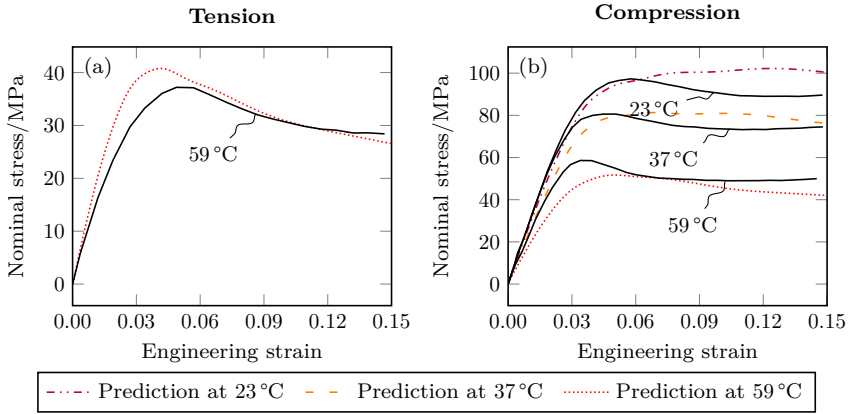 Tension
Compression
(a)
40
30
20
10
0
Nominal stress/MPa
59 °C
0.00 0.03 0.06 0.09 0.12 0.15
Engineering strain
(b)
100
80
60
40
20
0
Nominal stress/MPa
23 °C
37 °C
59 °C
0.00 0.03 0.06 0.09 0.12 0.15
Engineering strain
Prediction at 23 °C Prediction at 37 °C Prediction at 59 °C